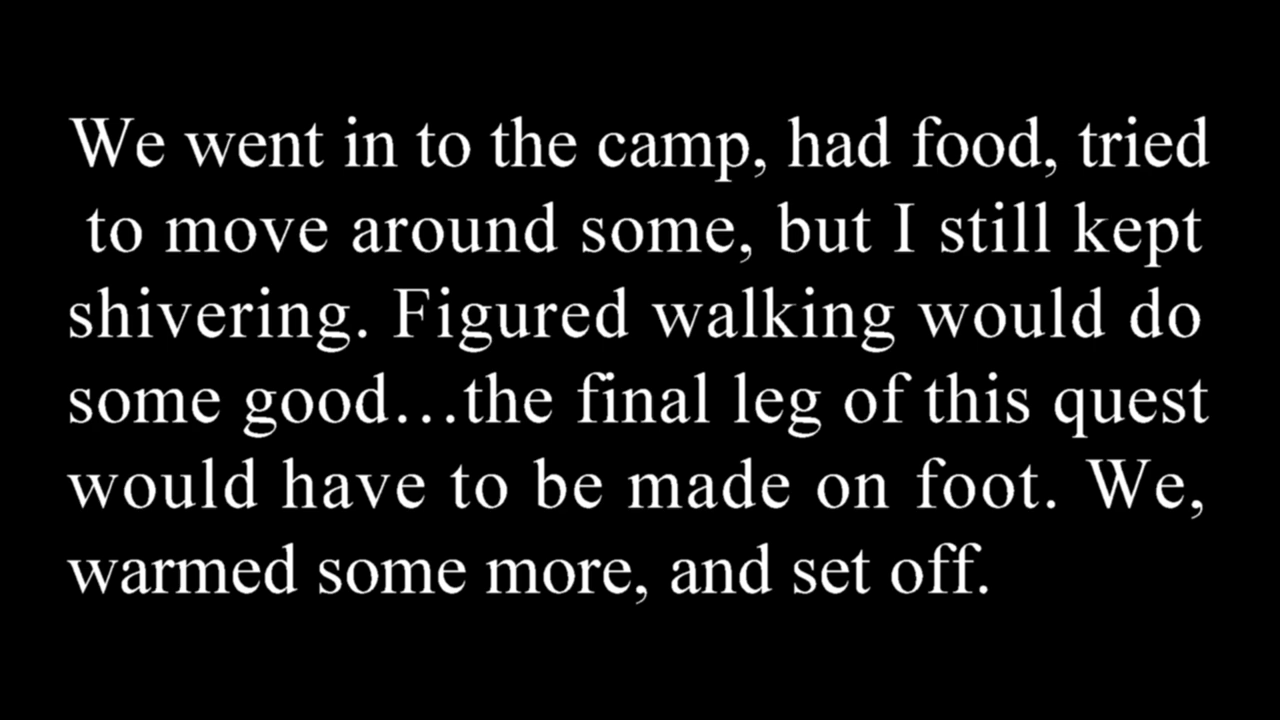 We went in to the camp, had food, tried
to move around some, but I still kept
shivering. Figured walking would do
some good…the final leg of this quest
would have to be made on foot. We,
warmed some more, and set off.